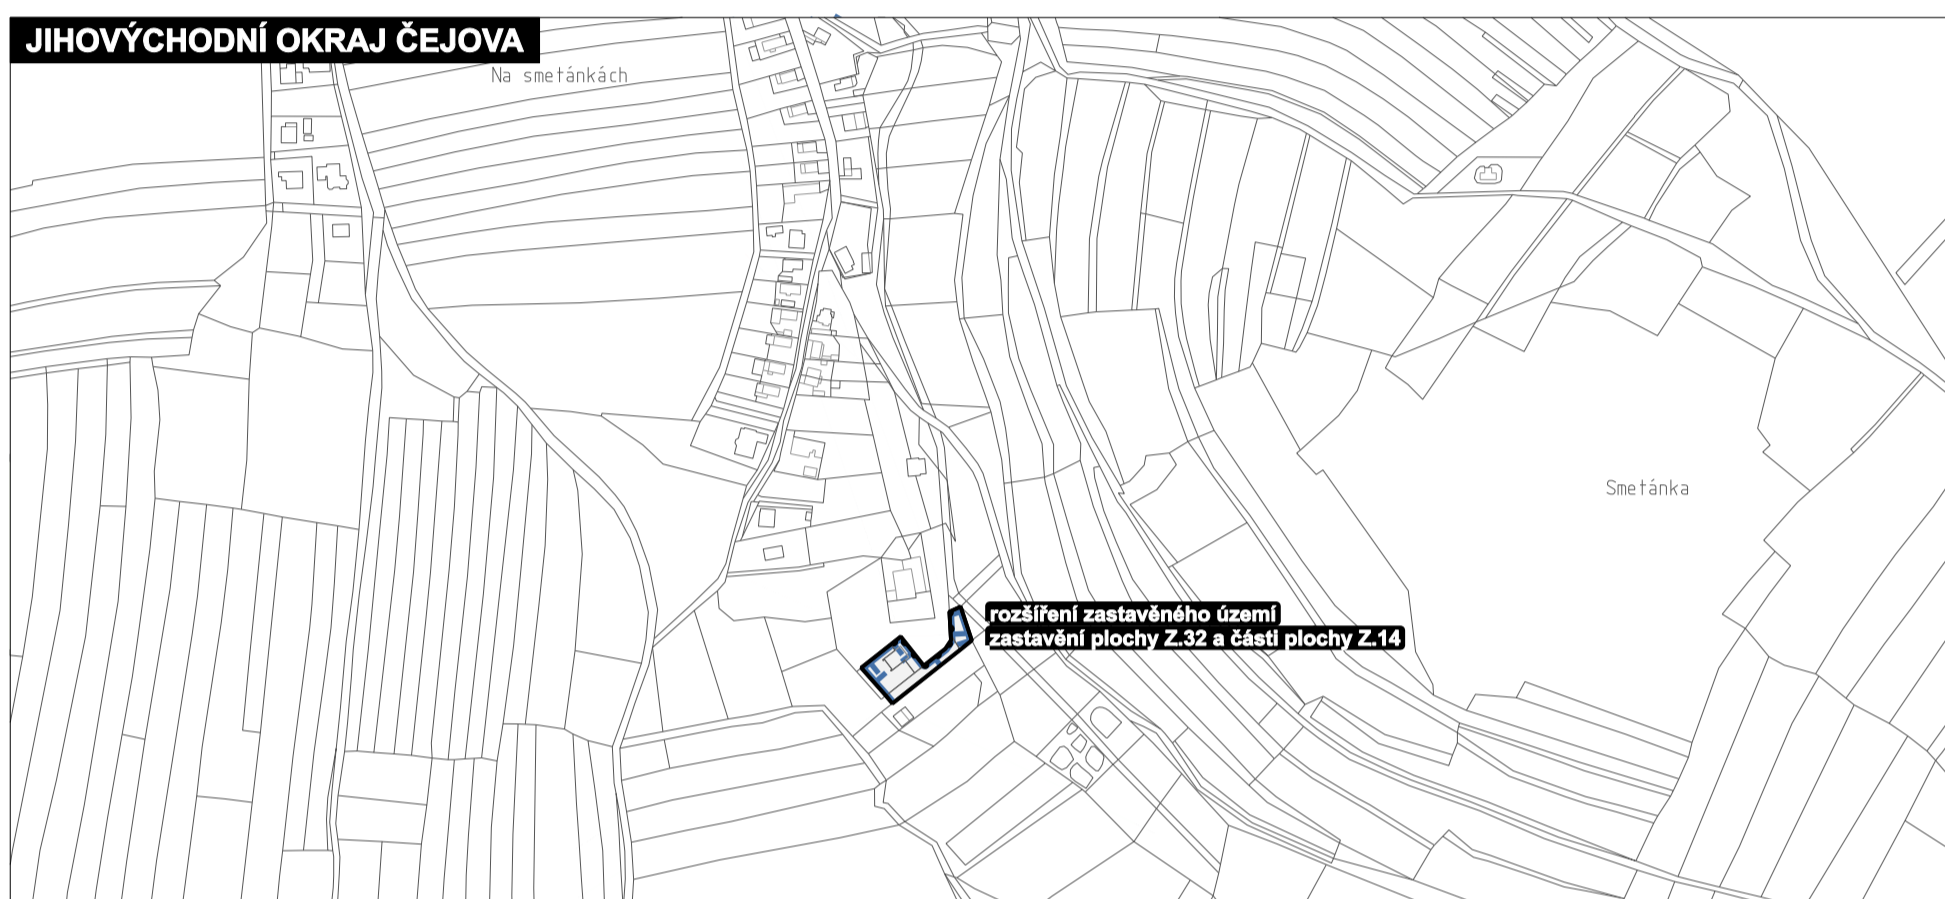 JIHOVÝCHODNÍ OKRAJ ČEJOVA
Na smetánkách
Smetánka
rozšíření zastavěného území
zastavění plochy Z.32 a části plochy Z.14